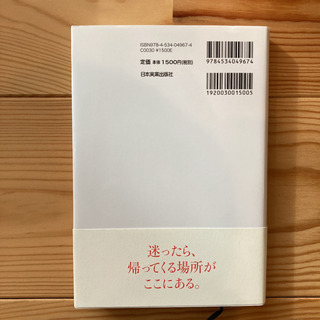 ISBN978-4-534-04967-4
C0030 ¥1500E
定価 本体1500円(税別)
日本実業出版社
9784534049674
1920030015005
迷ったら、
帰ってくる場所が
ここにある。